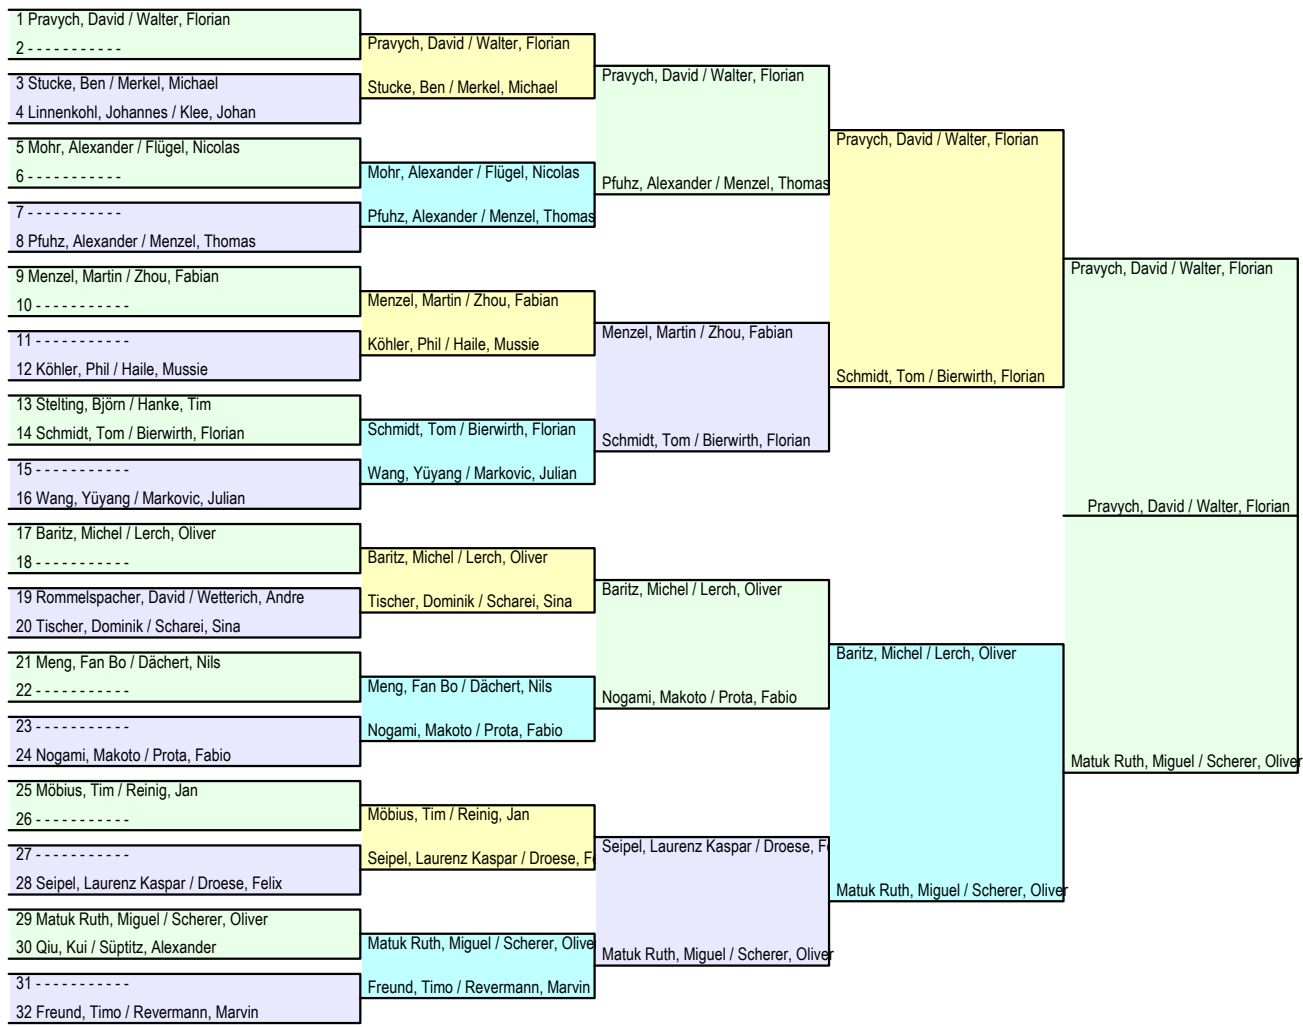 1 Pravych, David / Walter, Florian
2 - - - - - - - - - - -
3 Stucke, Ben / Merkel, Michael
4 Linnenkohl, Johannes / Klee, Johan
5 Mohr, Alexander / Flügel, Nicolas
6 - - - - - - - - - - -
7 - - - - - - - - - - -
8 Pfuhz, Alexander / Menzel, Thomas
9 Menzel, Martin / Zhou, Fabian
10 - - - - - - - - - - -
11 - - - - - - - - - - -
12 Köhler, Phil / Haile, Mussie
13 Stelting, Björn / Hanke, Tim
14 Schmidt, Tom / Bierwirth, Florian
15 - - - - - - - - - - -
16 Wang, Yüyang / Markovic, Julian
17 Baritz, Michel / Lerch, Oliver
18 - - - - - - - - - - -
19 Rommelspacher, David / Wetterich, Andre
20 Tischer, Dominik / Scharei, Sina
21 Meng, Fan Bo / Dächert, Nils
22 - - - - - - - - - - -
23 - - - - - - - - - - -
24 Nogami, Makoto / Prota, Fabio
25 Möbius, Tim / Reinig, Jan
26 - - - - - - - - - - -
27 - - - - - - - - - - -
28 Seipel, Laurenz Kaspar / Droese, Felix
29 Matuk Ruth, Miguel / Scherer, Oliver
30 Qiu, Kui / Süptitz, Alexander
31 - - - - - - - - - - -
32 Freund, Timo / Revermann, Marvin
Pravych, David / Walter, Florian
Stucke, Ben / Merkel, Michael
Mohr, Alexander / Flügel, Nicolas
Pfuhz, Alexander / Menzel, Thomas
Menzel, Martin / Zhou, Fabian
Köhler, Phil / Haile, Mussie
Schmidt, Tom / Bierwirth, Florian
Wang, Yüyang / Markovic, Julian
Baritz, Michel / Lerch, Oliver
Tischer, Dominik / Scharei, Sina
Meng, Fan Bo / Dächert, Nils
Nogami, Makoto / Prota, Fabio
Möbius, Tim / Reinig, Jan
Seipel, Laurenz Kaspar / Droese, Fe
Matuk Ruth, Miguel / Scherer, Olive
Freund, Timo / Revermann, Marvin
Pravych, David / Walter, Florian
Pfuhz, Alexander / Menzel, Thomas
Menzel, Martin / Zhou, Fabian
Schmidt, Tom / Bierwirth, Florian
Baritz, Michel / Lerch, Oliver
Nogami, Makoto / Prota, Fabio
Seipel, Laurenz Kaspar / Droese, Fe
Matuk Ruth, Miguel / Scherer, Oliver
Pravych, David / Walter, Florian
Schmidt, Tom / Bierwirth, Florian
Baritz, Michel / Lerch, Oliver
Matuk Ruth, Miguel / Scherer, Oliver
Pravych, David / Walter, Florian
Matuk Ruth, Miguel / Scherer, Oliver
Pravych, David / Walter, Florian